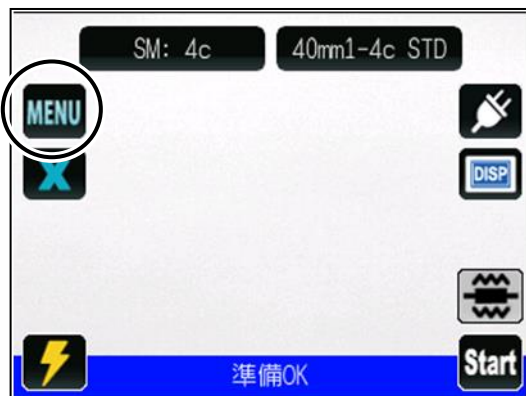 SM: 4c
40mm1-4c STD
MENU
X
DISP
Start
準備OK